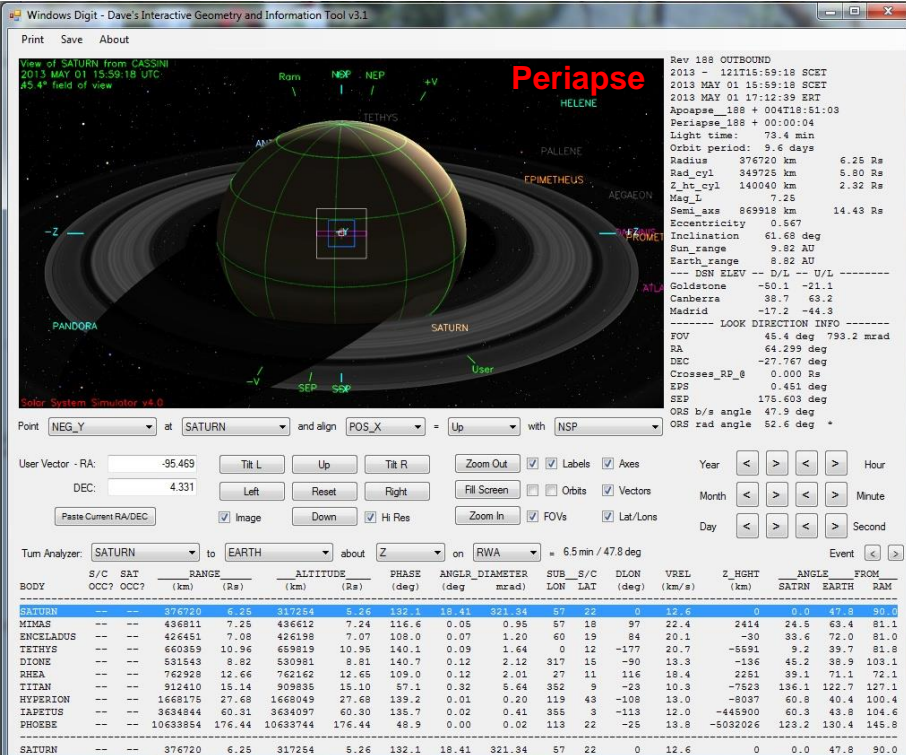 Windows Digit - Dave's Interactive Geometry and Information Tool v3.1
Print Save About
View of SATURN from CASSINI
2013 MAY 01 15:59:18 UTC
45.4° field of view
Periapse
Ram NEP +V
HELENE
TETHYS
PALLENE
EPIMETHEUS
AEGAEON
-Z +Y
PANDORA
SATURN
User
-V SEP
Solar System Simulator v4.0
Rev 188 OUTBOUND
2013 - 121T15:59:18 SCET
2013 MAY 01 15:59:18 SCET
2013 MAY 01 17:12:39 ERT
Apoapse__188 + 004T18:51:03
Periapse_188 + 00:00:04
Light time: 73.4 min
Orbit period: 9.6 days
Radius 376720 km 6.25 Rs
Rad_cyl 349725 km 5.80 Rs
Z_ht_cyl 140040 km 2.32 Rs
Mag_L 7.25
Semi_axs 869918 km 14.43 Rs
Eccentricity 0.567
Inclination 61.68 deg
Sun_range 9.82 AU
Earth_range 8.82 AU
--- DSN ELEV -- D/L -- U/L --------
Goldstone -50.1 -21.1
Canberra 38.7 63.2
Madrid -17.2 -44.3
------- LOOK DIRECTION INFO -------
FOV 45.4 deg 793.2 mrad
RA 64.299 deg
DEC -27.767 deg
Crosses_RP_@ 0.000 Rs
EPS 0.451 deg
SEP 175.603 deg
ORS b/s angle 47.9 deg
ORS rad angle 52.6 deg *
Point NEG_Y at SATURN and align POS_X = Up with NSP
User Vector - RA: -95.469 Tilt L Up Tilt R Zoom Out Labels Axes Year < > < > Hour
DEC: 4.331 Left Reset Right Fill Screen Orbits Vectors Month < > < > Minute
Paste Current RA/DEC Image Down Hi Res Zoom In FOVs Lat/Lons Day < > < > Second
Turn Analyzer: SATURN to EARTH about Z on RWA = 6.5 min / 47.8 deg Event < >
S/C SAT RANGE ALTITUDE PHASE ANGLR_DIAMETER SUB_S/C DLON VREL Z_HGHT ANGLE FROM
BODY OCC? OCC? (km) (Rs) (km) (Rs) (deg) (deg mrad) LON LAT (deg) (km/s) (km) SATRN EARTH RAM
SATURN -- -- 376720 6.25 317254 5.26 132.1 18.41 321.34 57 22 0 12.6 0 0.0 47.8 90.0
MIMAS -- -- 436811 7.25 436612 7.24 116.6 0.05 0.95 57 18 97 22.4 2414 24.5 63.4 81.1
ENCELADUS -- -- 426451 7.08 426198 7.07 108.0 0.07 1.20 60 19 84 20.1 -30 33.6 72.0 81.0
TETHYS -- -- 660359 10.96 659819 10.95 140.1 0.09 1.64 0 12 -177 20.7 -5591 9.2 39.7 81.8
DIONE -- -- 531543 8.82 530981 8.81 140.7 0.12 2.12 317 15 -90 13.3 -136 45.2 38.9 103.1
RHEA -- -- 762928 12.66 762162 12.65 109.0 0.12 2.01 27 11 116 18.4 2251 39.1 71.1 72.1
TITAN -- -- 912410 15.14 909835 15.10 57.1 0.32 5.64 352 9 -23 10.3 -7523 136.1 122.7 127.1
HYPERION -- -- 1668175 27.68 1668049 27.68 139.2 0.01 0.20 119 43 -108 13.0 -8037 60.8 40.4 100.4
IAPETUS -- -- 3634844 60.31 3634097 60.30 135.7 0.02 0.41 355 3 -113 12.0 -445900 60.3 43.8 104.6
PHOEBE -- -- 10633854 176.44 10633744 176.44 48.9 0.00 0.02 113 22 -25 13.8 -5032026 123.2 130.4 145.8
SATURN -- -- 376720 6.25 317254 5.26 132.1 18.41 321.34 57 22 0 12.6 0 0.0 47.8 90.0